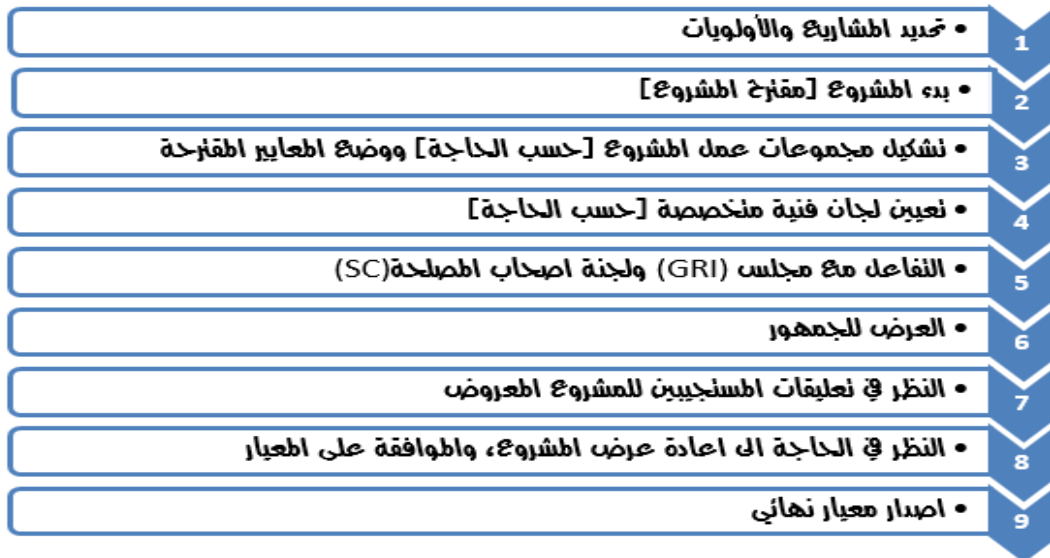 1 • تحديد المشاريع والأولويات
2 • بدء المشروع [مقترح المشروع]
3 • تشكيل مجموعات عمل المشروع [حسب الحاجة] ووضع المعايير المقترحة
4 • تعيين لجان فنية متخصصة [حسب الحاجة]
5 • التفاعل مع مجلس (GRI) ولجنة اصحاب المصلحة(SC)
6 • العرض للجمهور
7 • النظر في تعليقات المستجيبين للمشروع المعروض
8 • النظر في الحاجة الى اعادة عرض المشروع، والموافقة على المعيار
9 • اصدار معيار نهائي